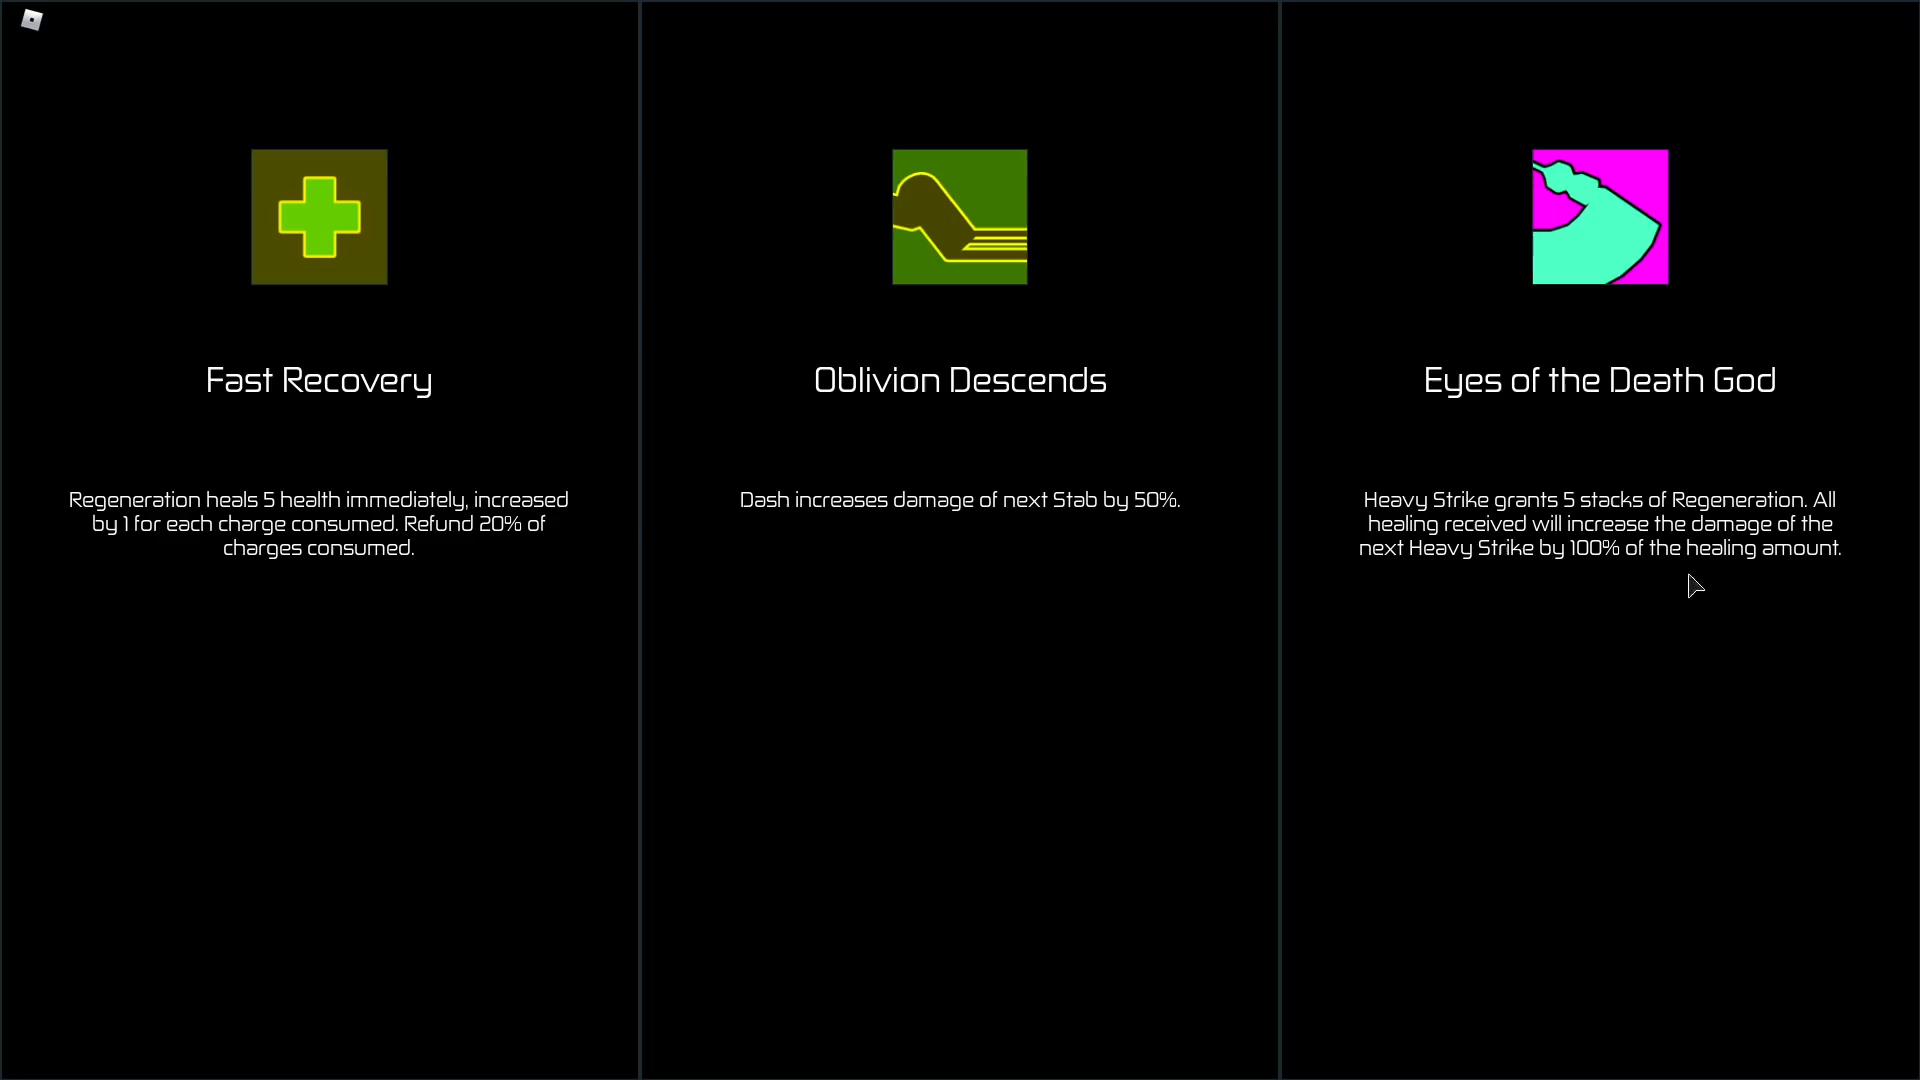 Fast Recovery
Regeneration heals 5 health immediately, increased
by 1 for each charge consumed. Refund 20% of
charges consumed.
Oblivion Descends
Dash increases damage of next Stab by 50%.
Eyes of the Death God
Heavy Strike grants 5 stacks of Regeneration. All
healing received will increase the damage of the
next Heavy Strike by 100% of the healing amount.